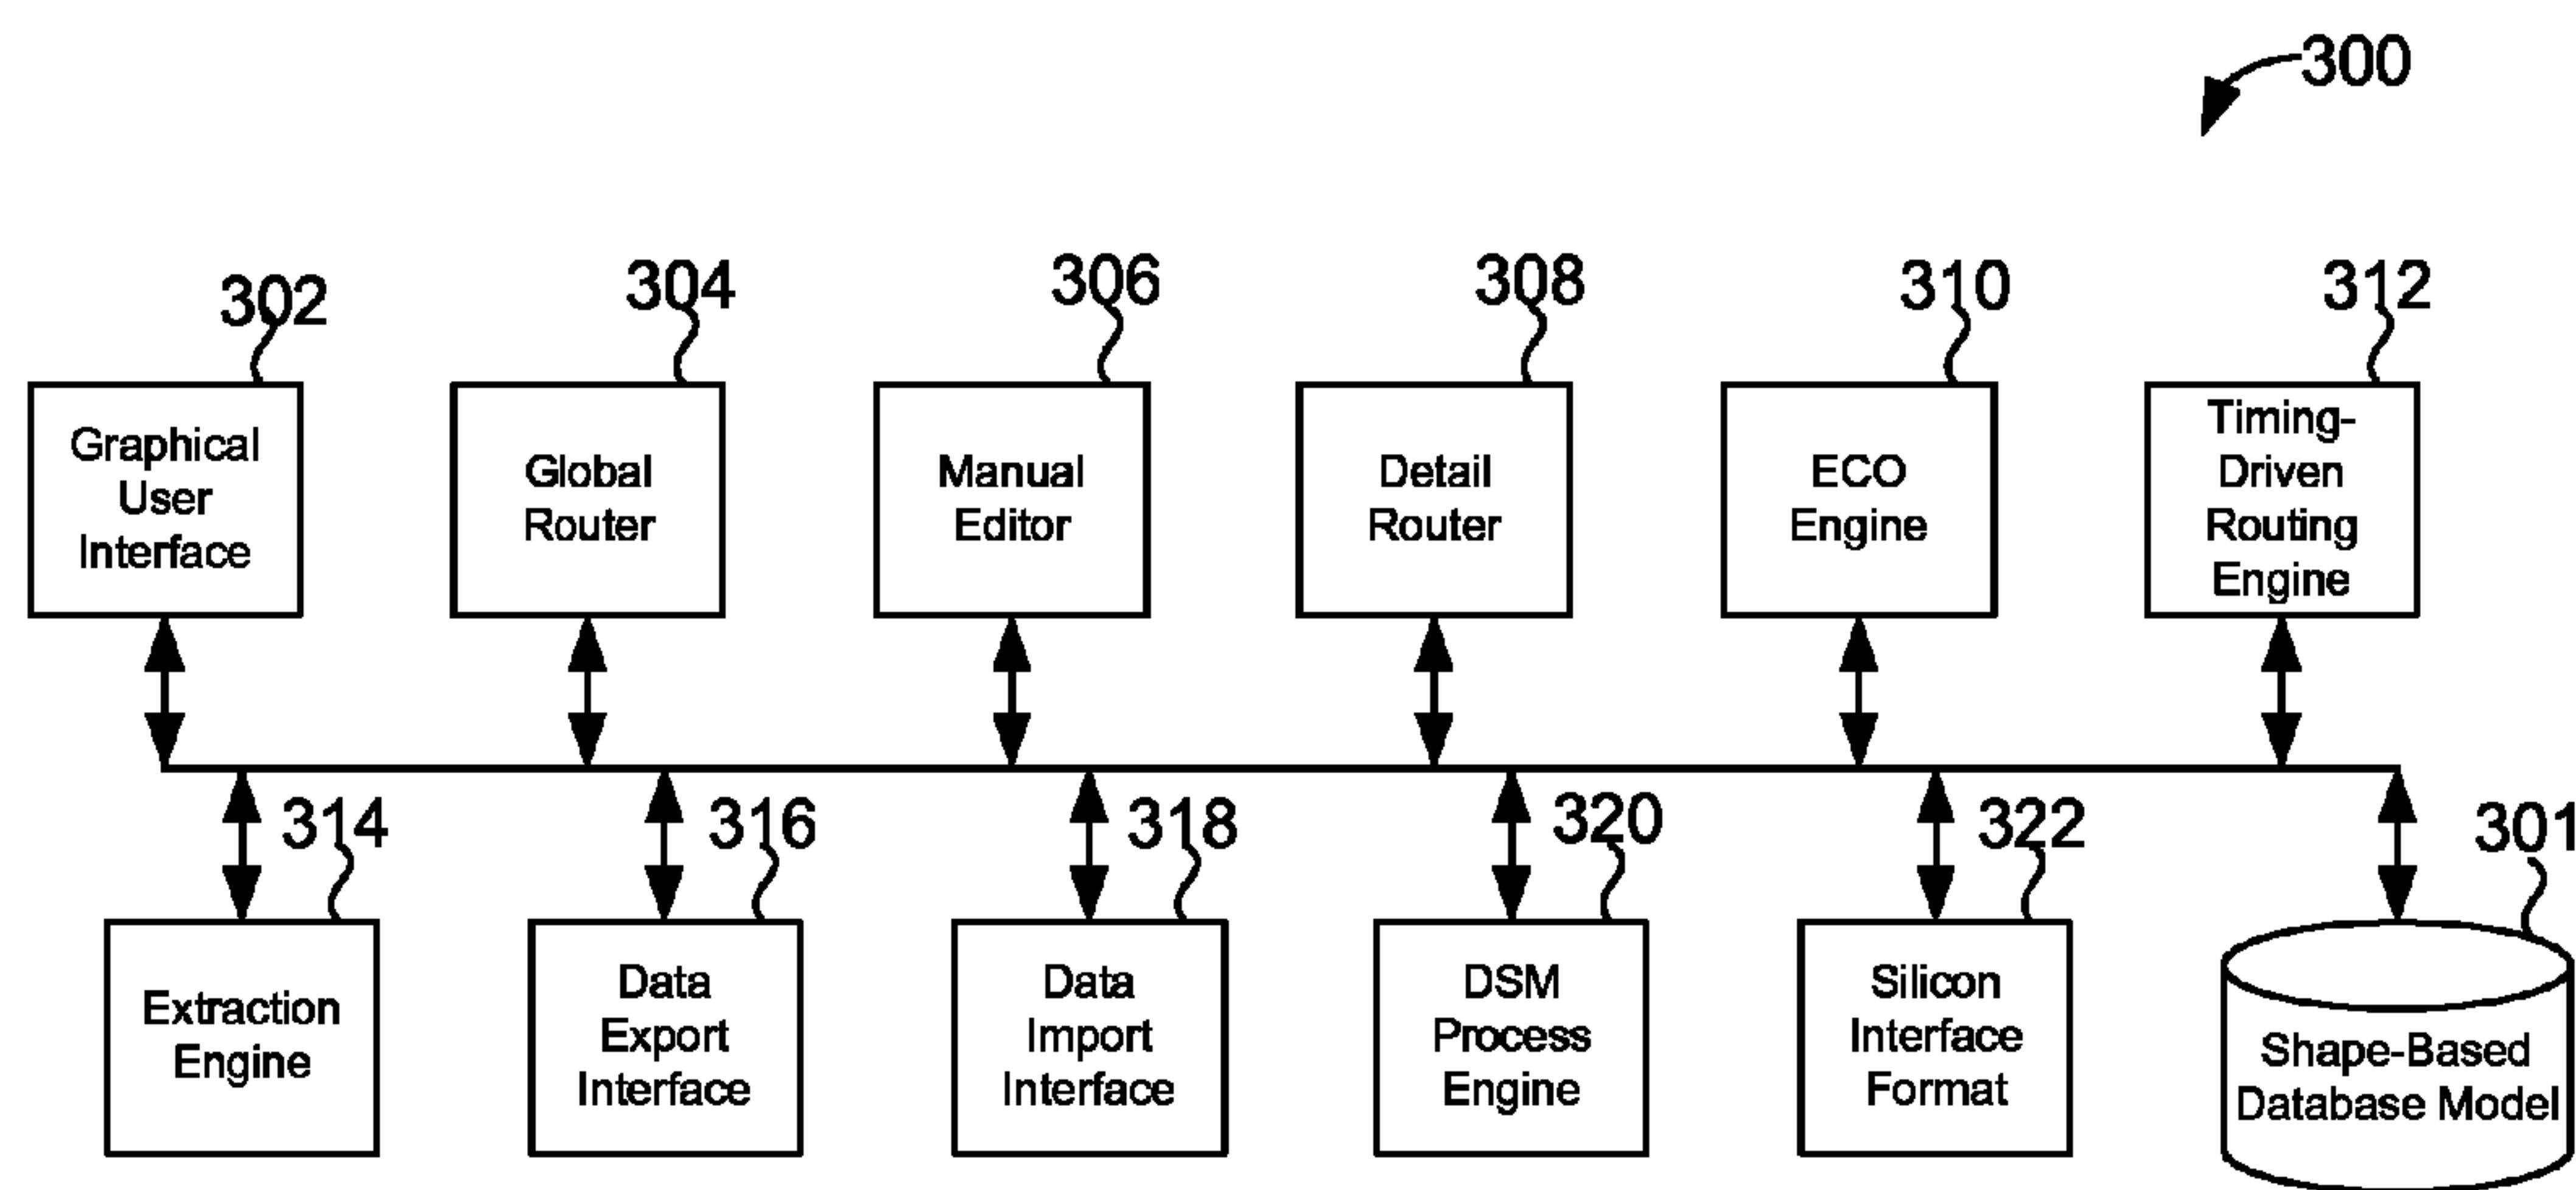 300
302
304
306
308
310
312
Graphical
User
Interface
Global
Router
Manual
Editor
Detail
Router
ECO
Engine
Timing-
Driven
Routing
Engine
314
316
318
320
322
301
Extraction
Engine
Data
Export
Interface
Data
Import
Interface
DSM
Process
Engine
Silicon
Interface
Format
Shape-Based
Database Model